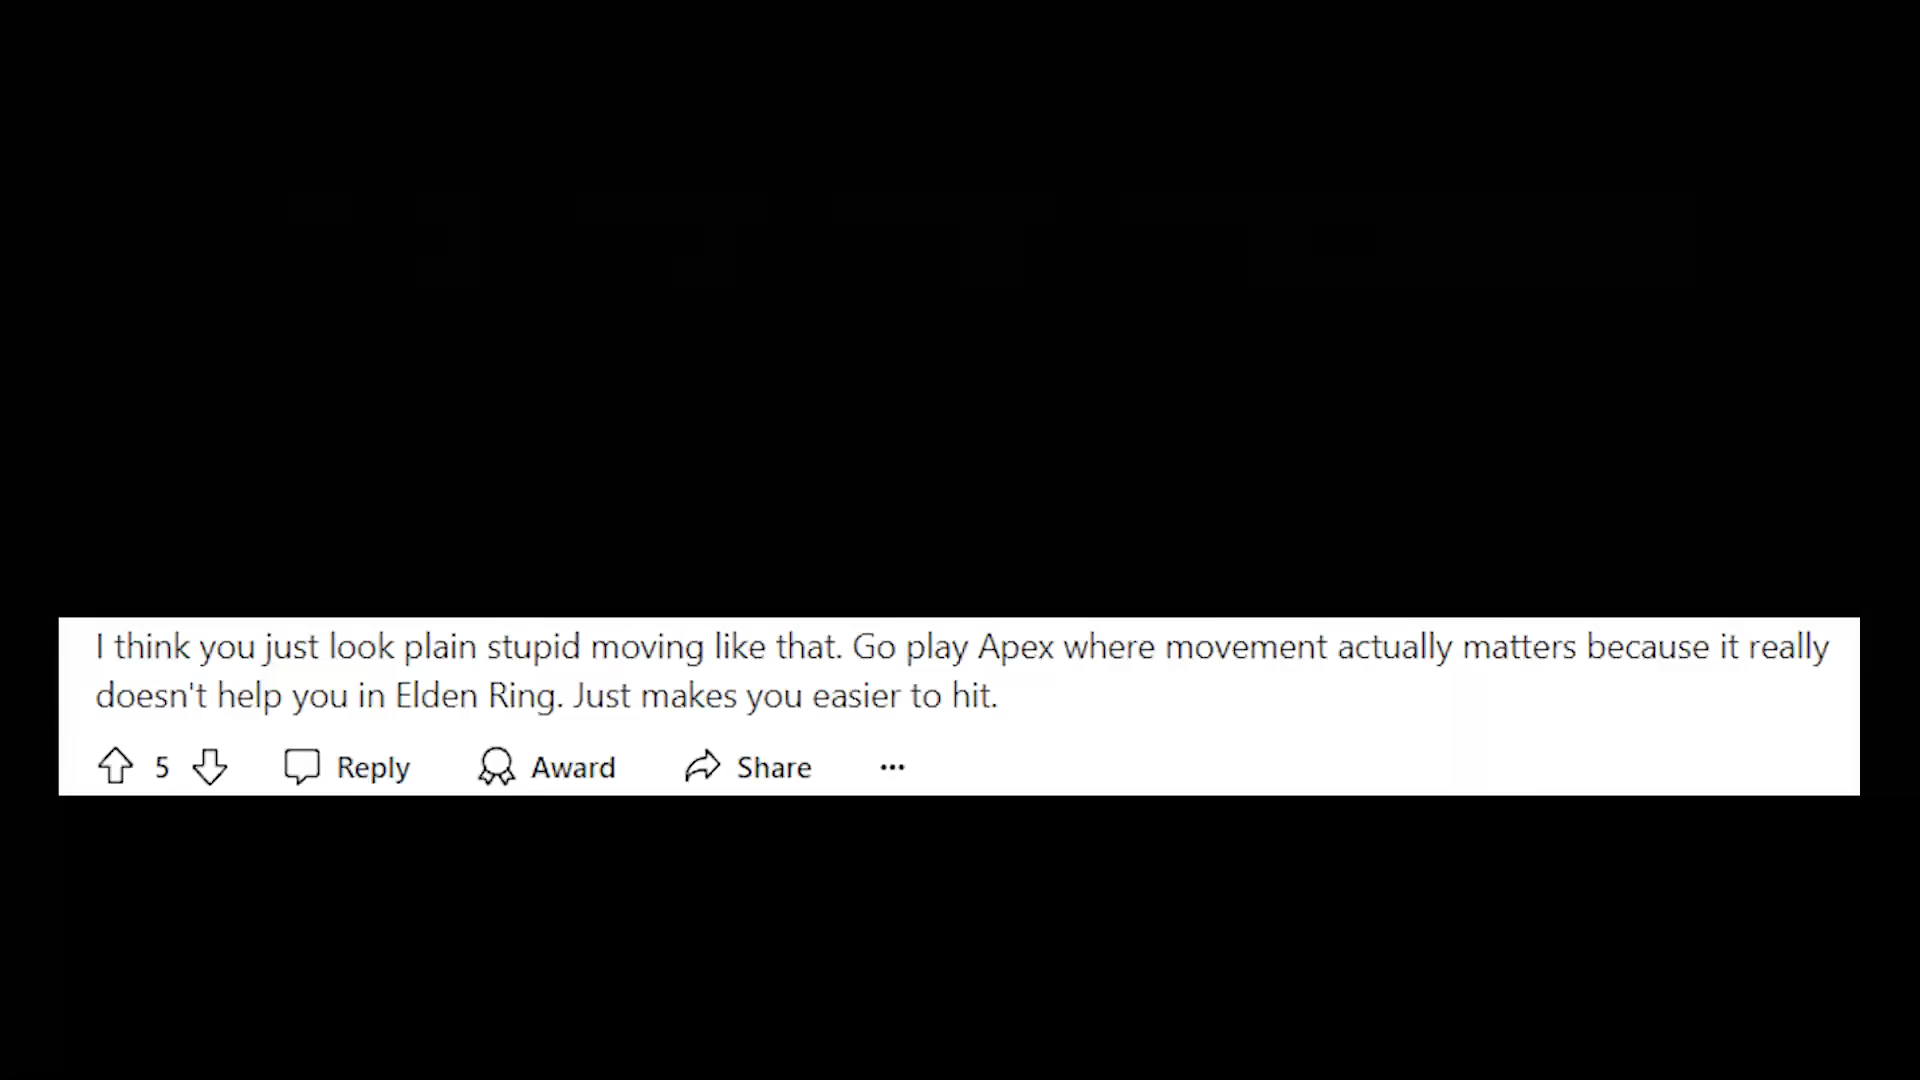 I think you just look plain stupid moving like that. Go play Apex where movement actually matters because it really
doesn't help you in Elden Ring. Just makes you easier to hit.
5 Reply Award Share ...